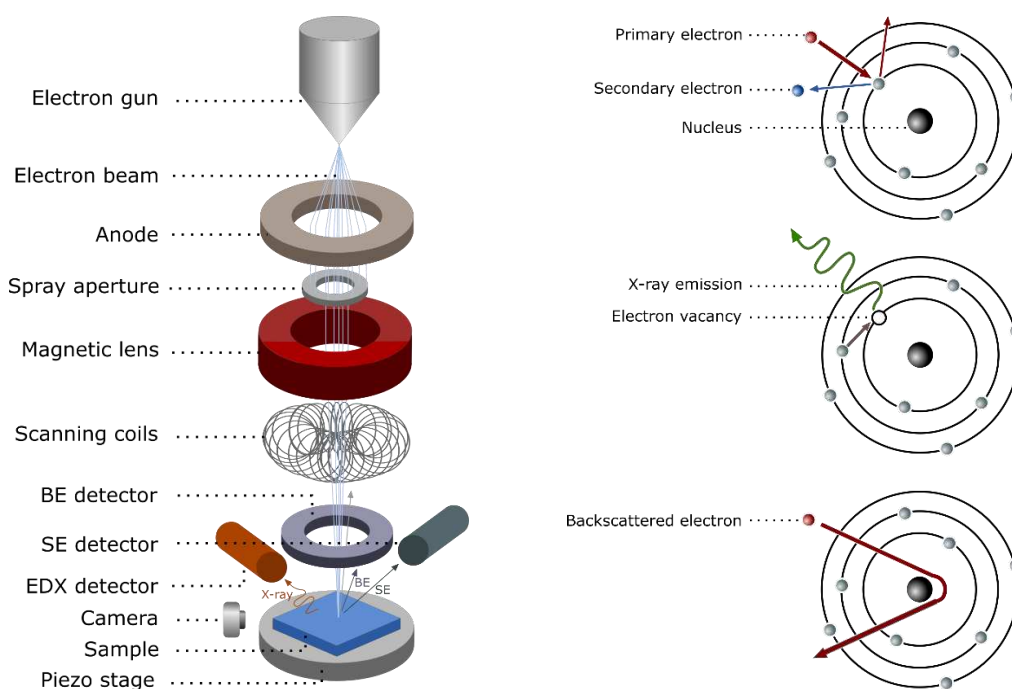 Electron gun
Electron beam
Anode
Spray aperture
Magnetic lens
Scanning coils
BE detector
SE detector
EDX detector
Camera
Sample
Piezo stage
X-ray
BE
SE
Primary electron
Secondary electron
Nucleus
X-ray emission
Electron vacancy
Backscattered electron